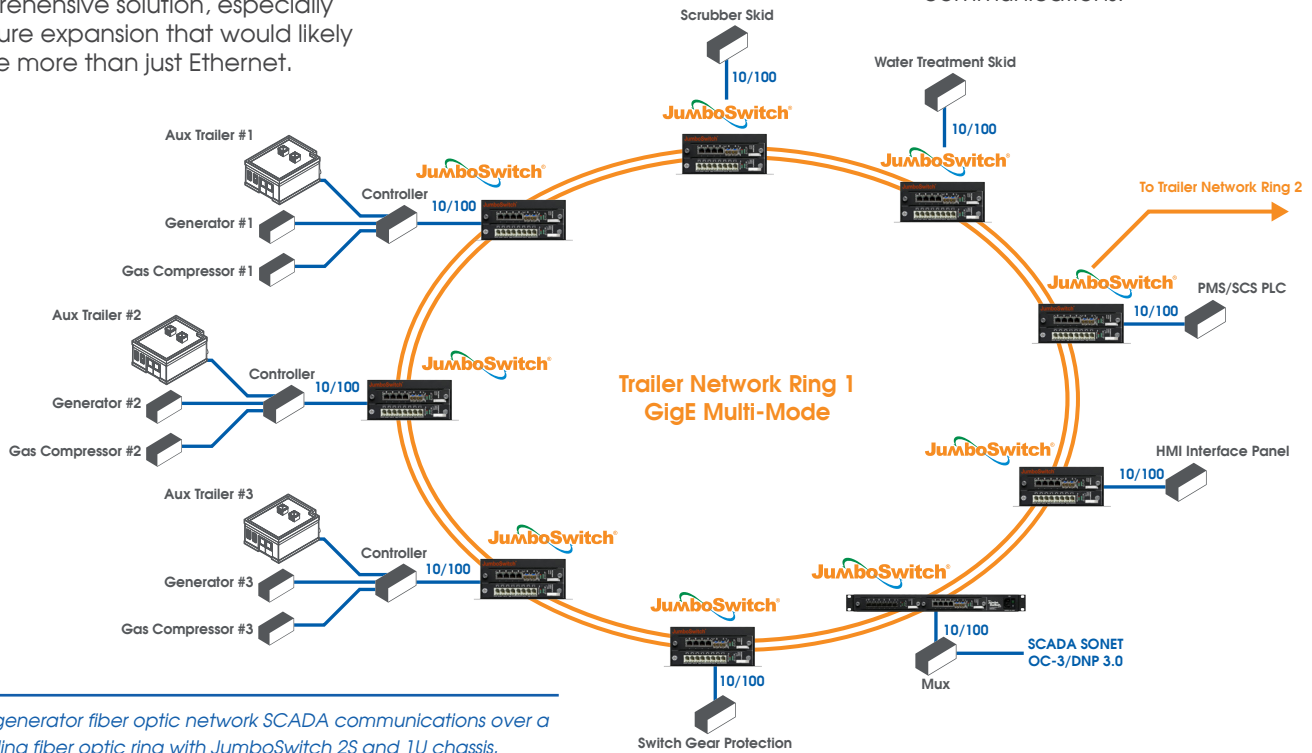 rehensive solution, especially
ure expansion that would likely
e more than just Ethernet.
communications.
Scrubber Skid
10/100
JumboSwitch®
Water Treatment Skid
10/100
JumboSwitch®
Aux Trailer #1
Controller
JumboSwitch®
10/100
Generator #1
Gas Compressor #1
To Trailer Network Ring 2
JumboSwitch®
PMS/SCS PLC
10/100
Aux Trailer #2
Controller
JumboSwitch®
10/100
Generator #2
Gas Compressor #2
Trailer Network Ring 1
GigE Multi-Mode
JumboSwitch®
HMI Interface Panel
10/100
Aux Trailer #3
Controller
JumboSwitch®
10/100
Generator #3
Gas Compressor #3
JumboSwitch®
10/100
Mux
SCADA SONET
OC-3/DNP 3.0
JumboSwitch®
10/100
Switch Gear Protection
generator fiber optic network SCADA communications over a
ling fiber optic ring with JumboSwitch 2S and 1U chassis.